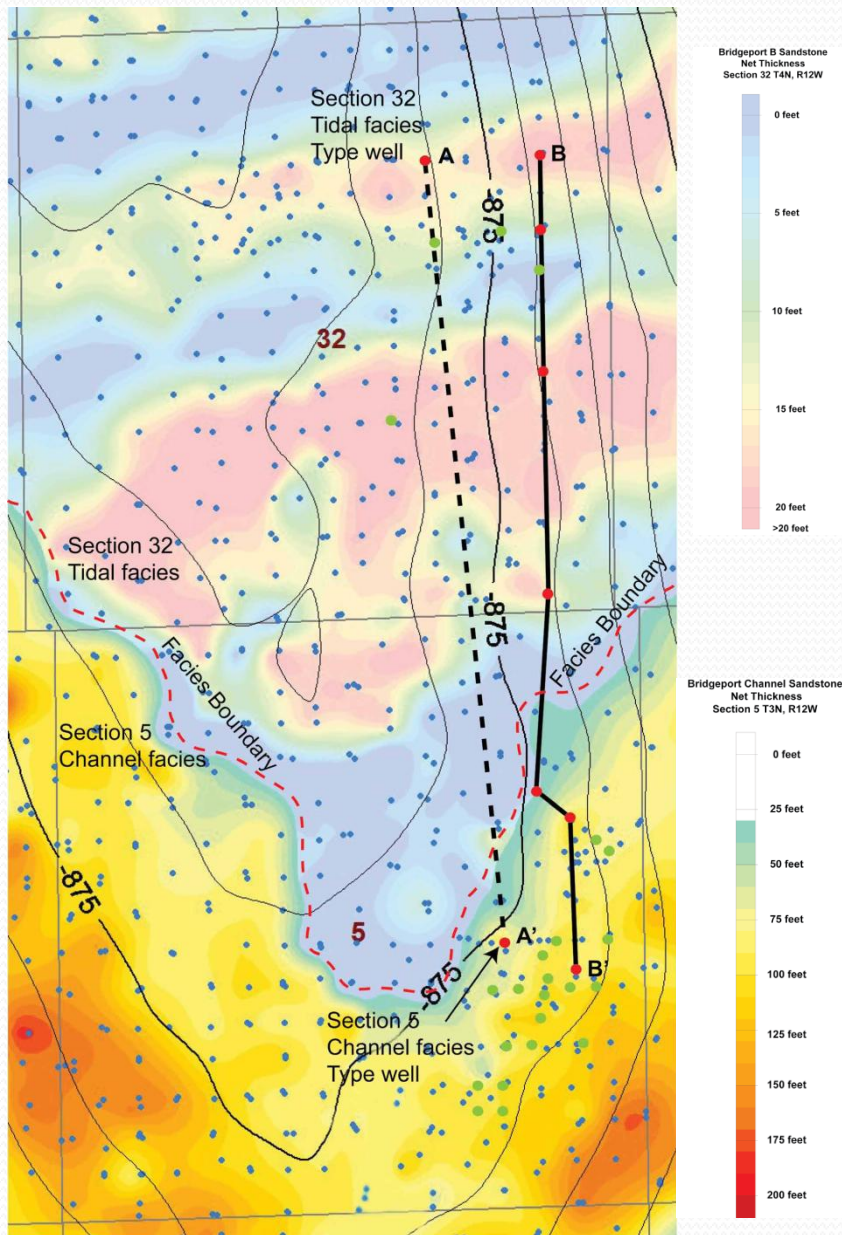 Section 32
Tidal facies
Type well
A
B
-875
32
Section 32
Tidal facies
-875
Facies Boundary
Facies Boundary
Section 5
Channel facies
-875
5
A'
-875
B'
Section 5
Channel facies
Type well
Bridgeport B Sandstone
Net Thickness
Section 32 T4N, R12W
0 feet
5 feet
10 feet
15 feet
20 feet
>20 feet
Bridgeport Channel Sandstone
Net Thickness
Section 5 T3N, R12W
0 feet
25 feet
50 feet
75 feet
100 feet
125 feet
150 feet
175 feet
200 feet